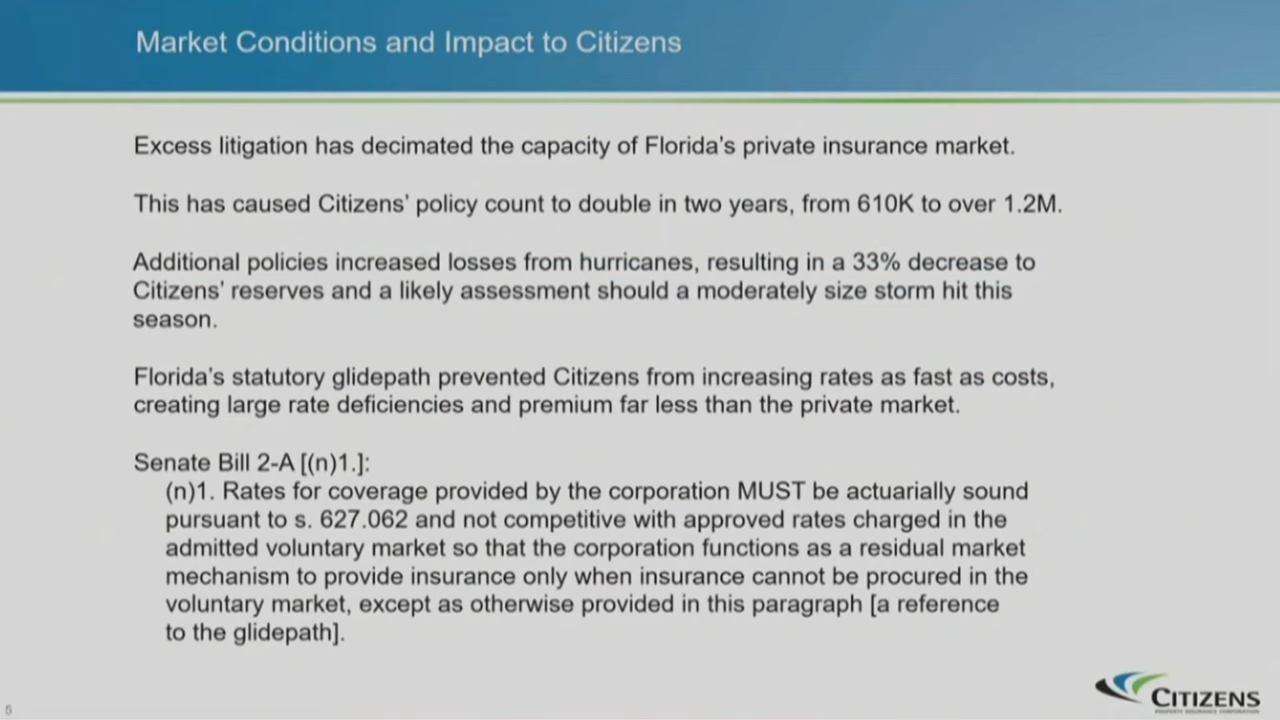 Market Conditions and Impact to Citizens
Excess litigation has decimated the capacity of Florida's private insurance market.
This has caused Citizens' policy count to double in two years, from 610K to over 1.2M.
Additional policies increased losses from hurricanes, resulting in a 33% decrease to
Citizens' reserves and a likely assessment should a moderately size storm hit this
season.
Florida's statutory glidepath prevented Citizens from increasing rates as fast as costs,
creating large rate deficiencies and premium far less than the private market.
Senate Bill 2-A [(n)1.]:
(n)1. Rates for coverage provided by the corporation MUST be actuarially sound
pursuant to s. 627.062 and not competitive with approved rates charged in the
admitted voluntary market so that the corporation functions as a residual market
mechanism to provide insurance only when insurance cannot be procured in the
voluntary market, except as otherwise provided in this paragraph [a reference
to the glidepath].
CITIZENS
PROPERTY INSURANCE CORPORATION